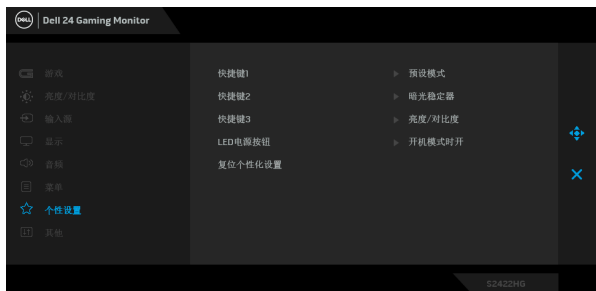 DELL Dell 24 Gaming Monitor
游戏
亮度/对比度
输入源
显示
音频
菜单
个性设置
其他
快捷键1 预设模式
快捷键2 暗光稳定器
快捷键3 亮度/对比度
LED电源按钮 开机模式时开
复位个性化设置
S2422HG